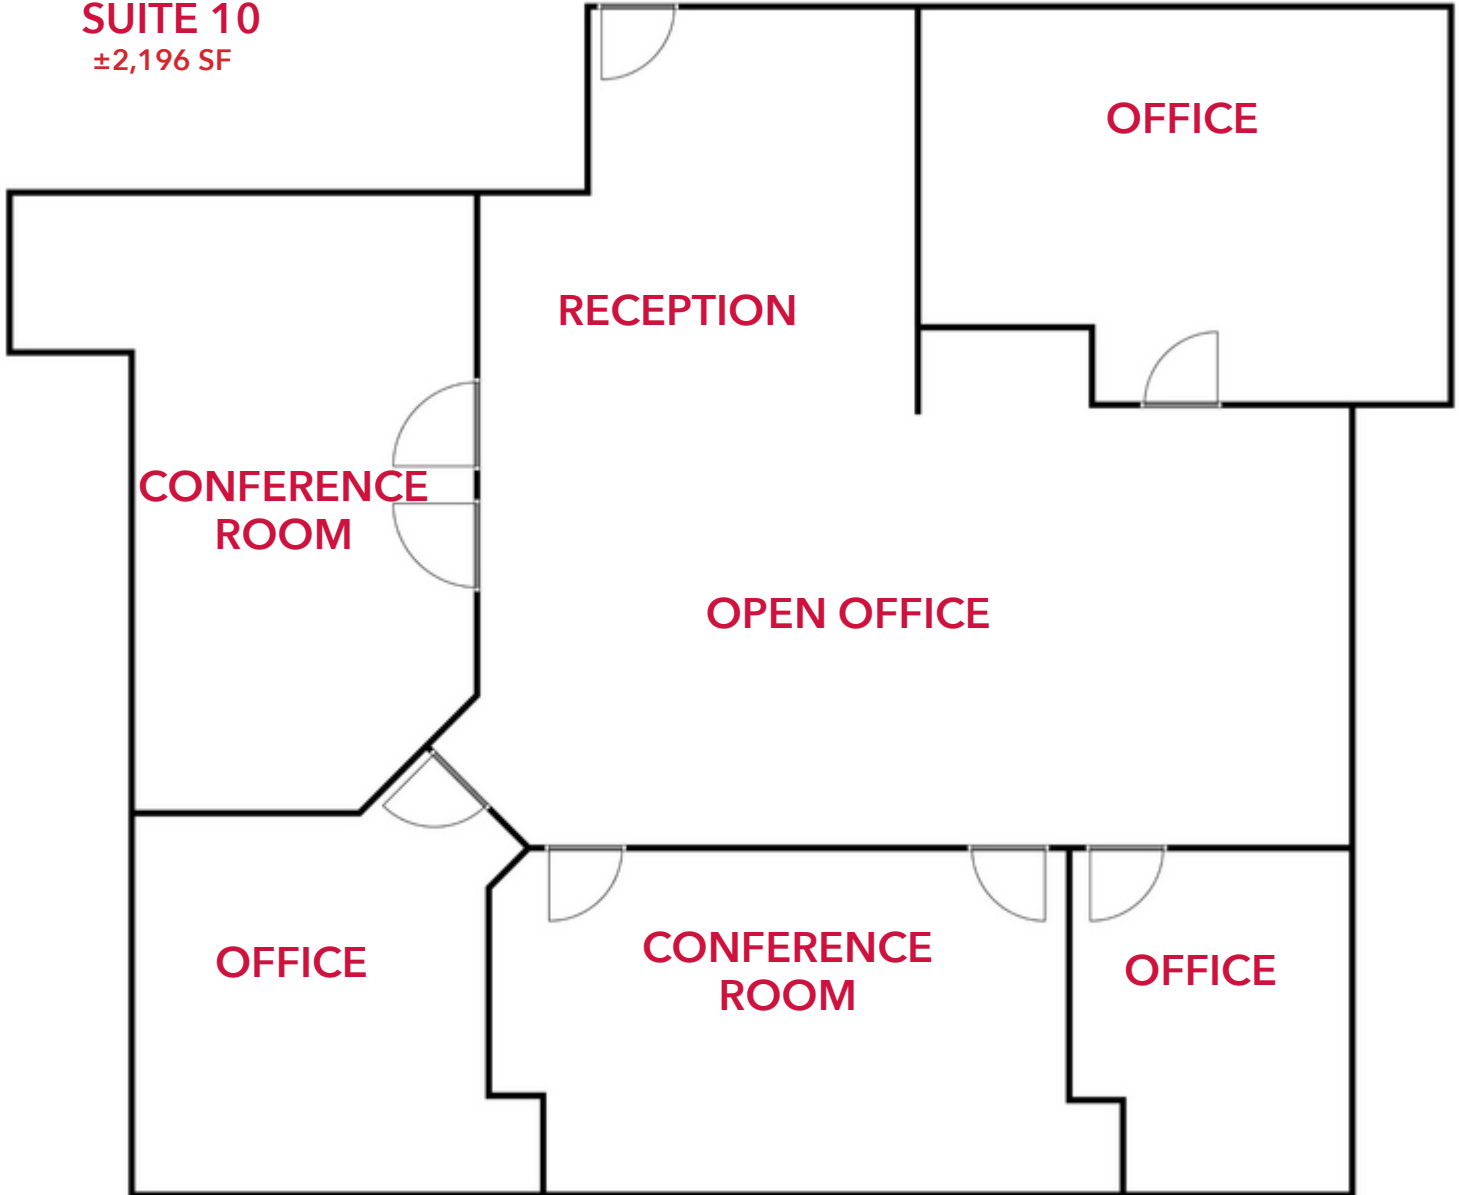 SUITE 10
±2,196 SF
OFFICE
RECEPTION
CONFERENCE
ROOM
OPEN OFFICE
OFFICE
CONFERENCE
ROOM
OFFICE